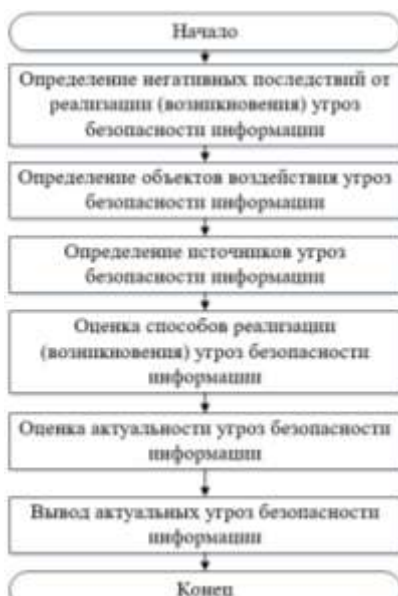 Начало
Определение негативных последствий от
реализации (возникновения) угроз
безопасности информации
Определение объектов воздействия угроз
безопасности информации
Определение источников угроз
безопасности информации
Оценка способов реализации
(возникновения) угроз безопасности
информации
Оценка актуальности угроз безопасности
информации
Вывод актуальных угроз безопасности
информации
Конец